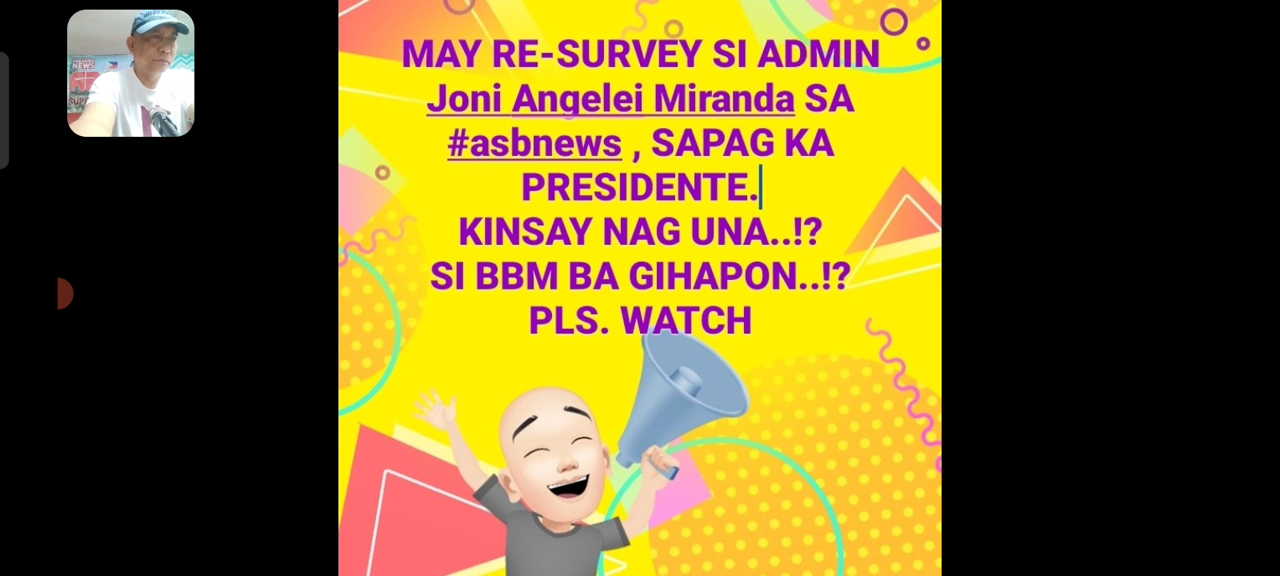 MAY RE-SURVEY SI ADMIN
Joni Angelei Miranda SA
#asbnews , SAPAG KA
PRESIDENTE.
KINSAY NAG UNA..!?
SI BBM BA GIHAPON..!?
PLS. WATCH
NEWS